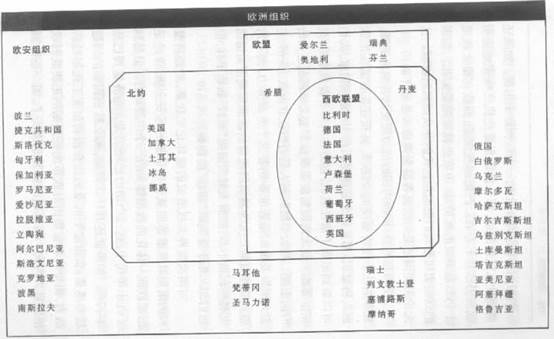 欧洲组织
欧安组织
欧盟
爱尔兰
瑞典
奥地利
芬兰
北约
希腊
西欧联盟
丹麦
比利时
德国
法国
意大利
卢森堡
荷兰
葡萄牙
西班牙
英国
美国
加拿大
土耳其
冰岛
挪威
波兰
捷克共和国
斯洛伐克
匈牙利
保加利亚
罗马尼亚
爱沙尼亚
拉脱维亚
立陶宛
阿尔巴尼亚
斯洛文尼亚
克罗地亚
波黑
南斯拉夫
马耳他
梵蒂冈
圣马力诺
瑞士
列支敦士登
塞浦路斯
摩纳哥
俄国
白俄罗斯
乌克兰
摩尔多瓦
哈萨克斯坦
吉尔吉斯斯坦
乌兹别克斯坦
土库曼斯坦
塔吉克斯坦
亚美尼亚
阿塞拜疆
格鲁吉亚